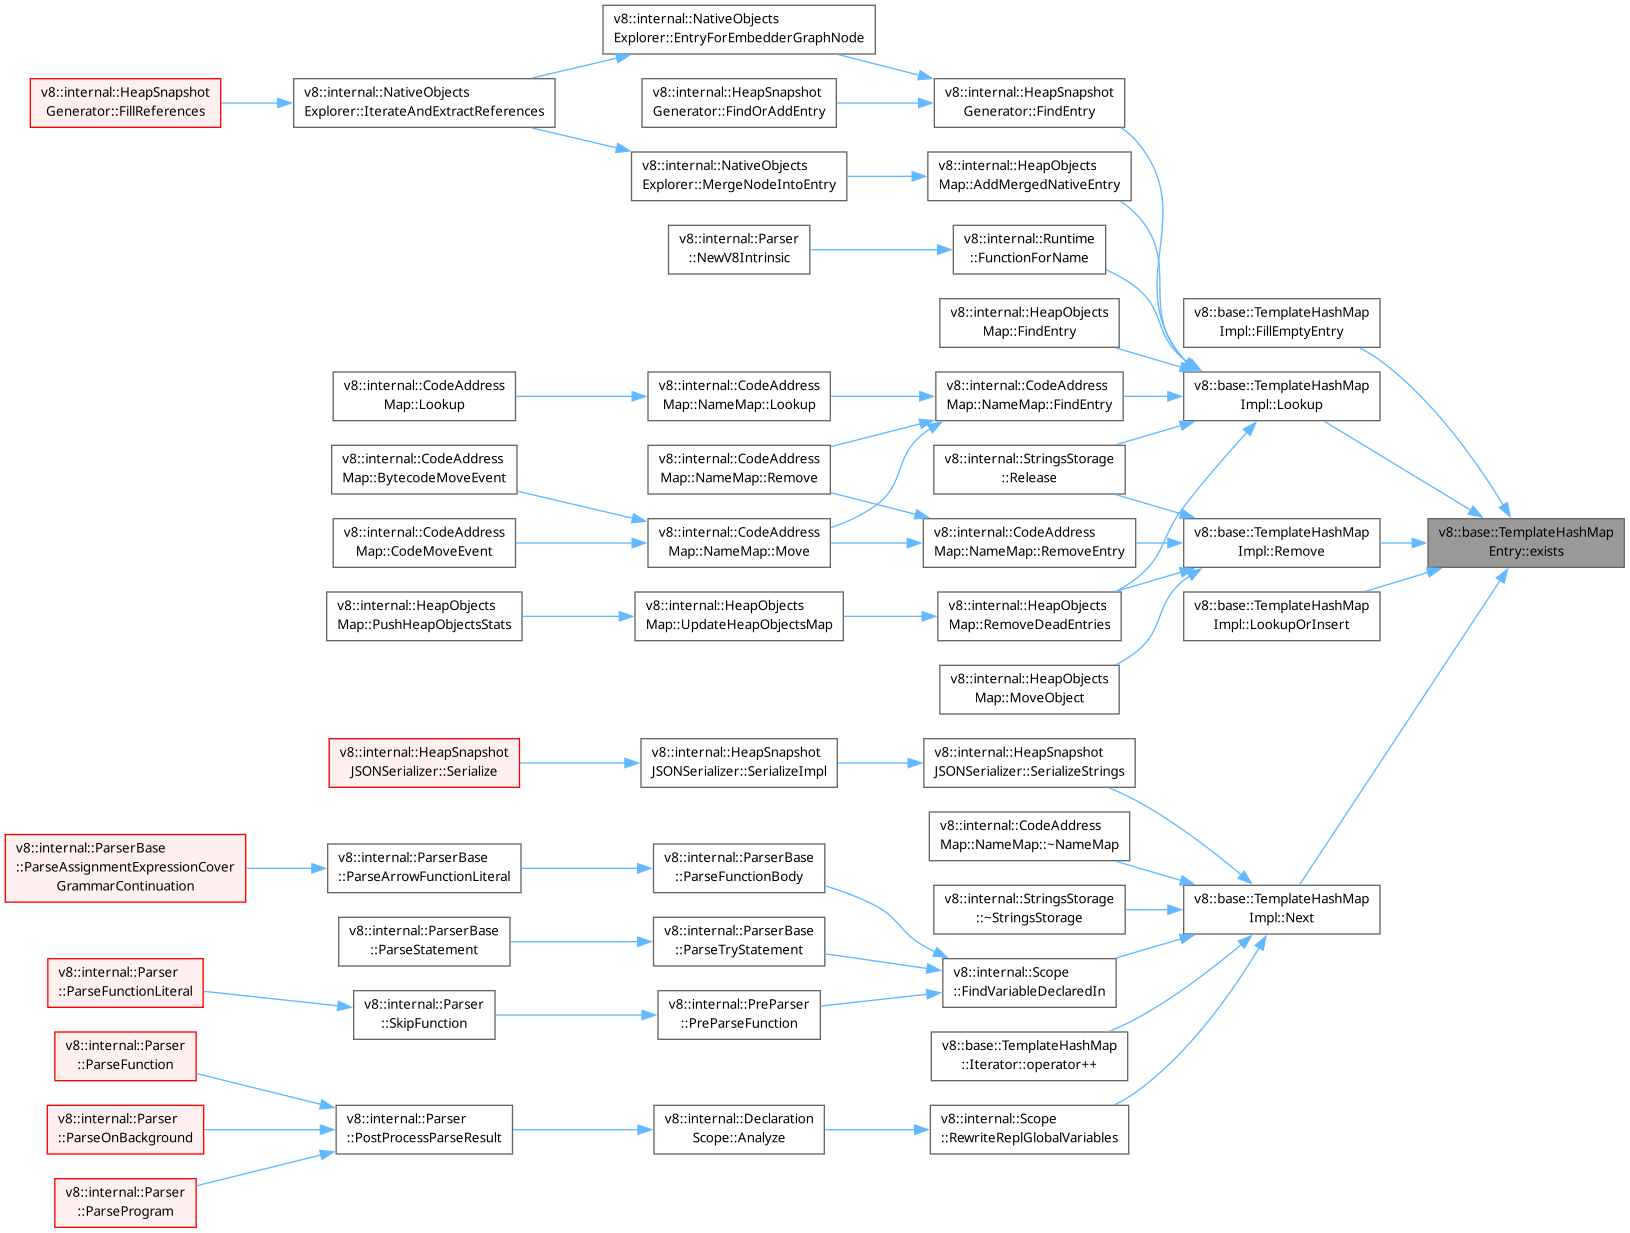 v8::internal::NativeObjects
Explorer::EntryForEmbedderGraphNode
v8::internal::HeapSnapshot
Generator::FillReferences
v8::internal::NativeObjects
Explorer::IterateAndExtractReferences
v8::internal::HeapSnapshot
Generator::FindOrAddEntry
v8::internal::HeapSnapshot
Generator::FindEntry
v8::internal::NativeObjects
Explorer::MergeNodeIntoEntry
v8::internal::HeapObjects
Map::AddMergedNativeEntry
v8::internal::Parser
::NewV8Intrinsic
v8::internal::Runtime
::FunctionForName
v8::internal::HeapObjects
Map::FindEntry
v8::base::TemplateHashMap
Impl::FillEmptyEntry
v8::internal::CodeAddress
Map::Lookup
v8::internal::CodeAddress
Map::NameMap::Lookup
v8::internal::CodeAddress
Map::NameMap::FindEntry
v8::base::TemplateHashMap
Impl::Lookup
v8::internal::CodeAddress
Map::BytecodeMoveEvent
v8::internal::CodeAddress
Map::NameMap::Remove
v8::internal::StringsStorage
::Release
v8::internal::CodeAddress
Map::CodeMoveEvent
v8::internal::CodeAddress
Map::NameMap::Move
v8::internal::CodeAddress
Map::NameMap::RemoveEntry
v8::base::TemplateHashMap
Impl::Remove
v8::base::TemplateHashMap
Entry::exists
v8::internal::HeapObjects
Map::PushHeapObjectsStats
v8::internal::HeapObjects
Map::UpdateHeapObjectsMap
v8::internal::HeapObjects
Map::RemoveDeadEntries
v8::base::TemplateHashMap
Impl::LookupOrInsert
v8::internal::HeapObjects
Map::MoveObject
v8::internal::HeapSnapshot
JSONSerializer::Serialize
v8::internal::HeapSnapshot
JSONSerializer::SerializeImpl
v8::internal::HeapSnapshot
JSONSerializer::SerializeStrings
v8::internal::CodeAddress
Map::NameMap::~NameMap
v8::internal::ParserBase
::ParseAssignmentExpressionCover
GrammarContinuation
v8::internal::ParserBase
::ParseArrowFunctionLiteral
v8::internal::ParserBase
::ParseFunctionBody
v8::internal::StringsStorage
::~StringsStorage
v8::base::TemplateHashMap
Impl::Next
v8::internal::ParserBase
::ParseStatement
v8::internal::ParserBase
::ParseTryStatement
v8::internal::Parser
::ParseFunctionLiteral
v8::internal::Scope
::FindVariableDeclaredIn
v8::internal::Parser
::SkipFunction
v8::internal::PreParser
::PreParseFunction
v8::internal::Parser
::ParseFunction
v8::base::TemplateHashMap
::Iterator::operator++
v8::internal::Parser
::ParseOnBackground
v8::internal::Parser
::PostProcessParseResult
v8::internal::Declaration
Scope::Analyze
v8::internal::Scope
::RewriteReplGlobalVariables
v8::internal::Parser
::ParseProgram